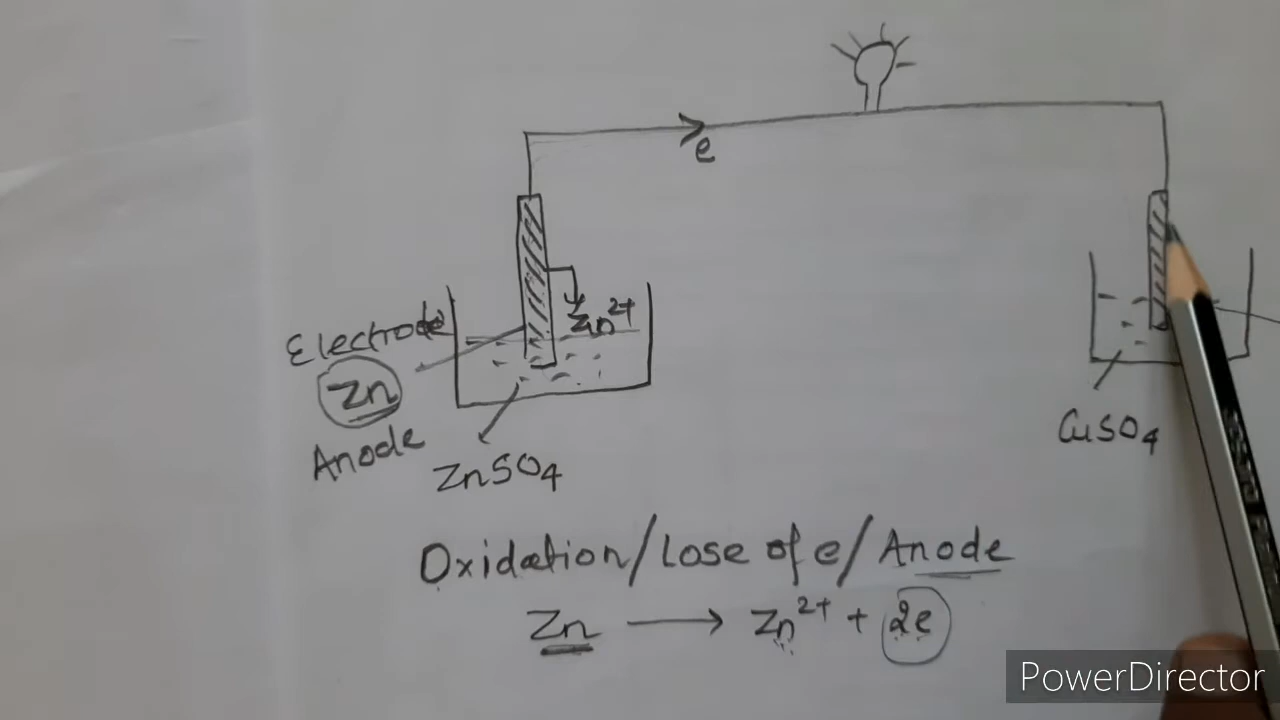 e
Electrode
Zn
Anode
Zn²⁺
ZnSO₄
CuSO₄
Oxidation/Lose of e/Anode
Zn ⟶ Zn²⁺ + 2e
PowerDirector